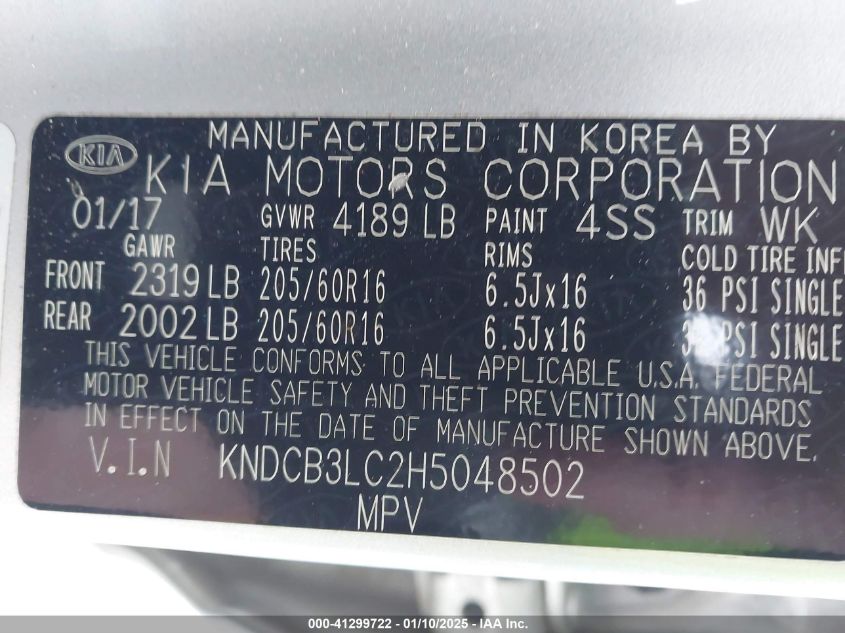 MANUFACTURED IN KOREA BY
KIA KIA MOTORS CORPORATION
01/17 GVWR 4189 LB PAINT 4SS TRIM WK
GAWR TIRES RIMS COLD TIRE INF
FRONT 2319 LB 205/60R16 6.5Jx16 36 PSI SINGLE
REAR 2002 LB 205/60R16 6.5Jx16 PSI SINGLE
THIS VEHICLE CONFORMS TO ALL APPLICABLE U.S.A. FEDERAL
MOTOR VEHICLE SAFETY AND THEFT PREVENTION STANDARDS
IN EFFECT ON THE DATE OF MANUFACTURE SHOWN ABOVE.
V.I.N KNDCB3LC2H5048502
MPV
000-41299722 — 01/10/2025 — IAA Inc.